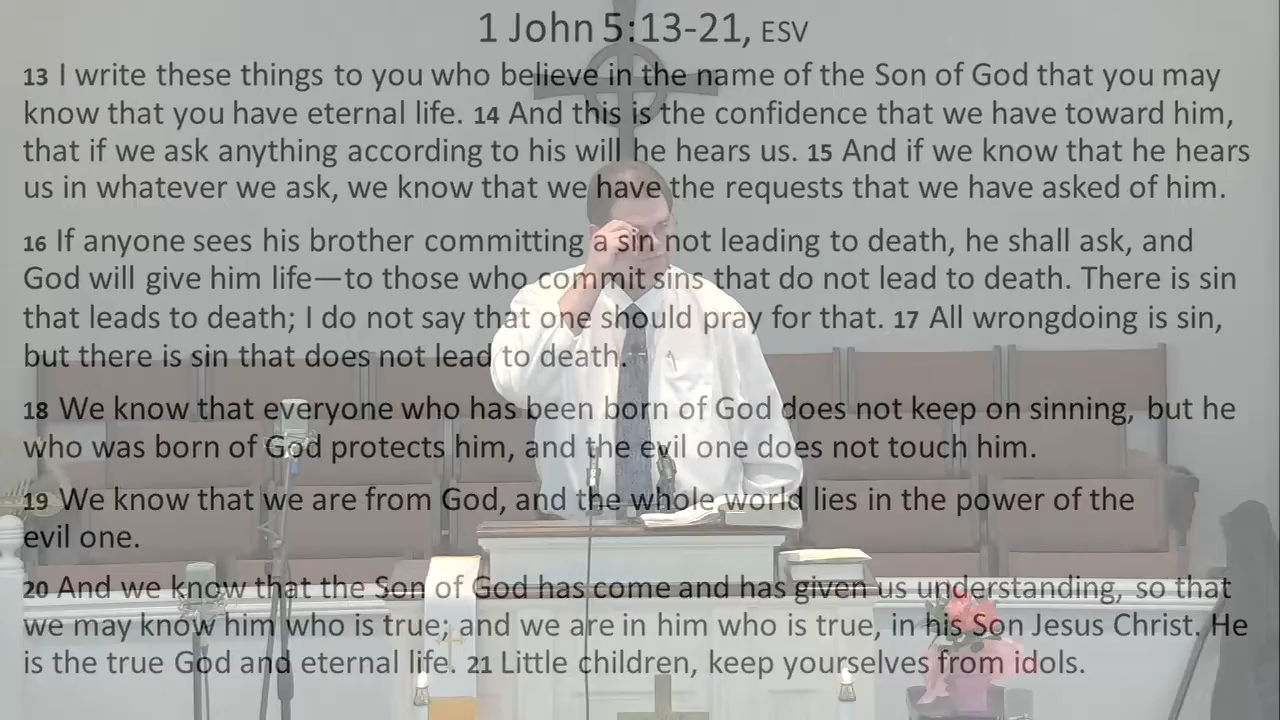 1 John 5:13-21, ESV
13 I write these things to you who believe in the name of the Son of God that you may
know that you have eternal life. 14 And this is the confidence that we have toward him,
that if we ask anything according to his will he hears us. 15 And if we know that he hears
us in whatever we ask, we know that we have the requests that we have asked of him.
16 If anyone sees his brother committing a sin not leading to death, he shall ask, and
God will give him life—to those who commit sins that do not lead to death. There is sin
that leads to death; I do not say that one should pray for that. 17 All wrongdoing is sin,
but there is sin that does not lead to death.
18 We know that everyone who has been born of God does not keep on sinning, but he
who was born of God protects him, and the evil one does not touch him.
19 We know that we are from God, and the whole world lies in the power of the
evil one.
20 And we know that the Son of God has come and has given us understanding, so that
we may know him who is true; and we are in him who is true, in his Son Jesus Christ. He
is the true God and eternal life. 21 Little children, keep yourselves from idols.